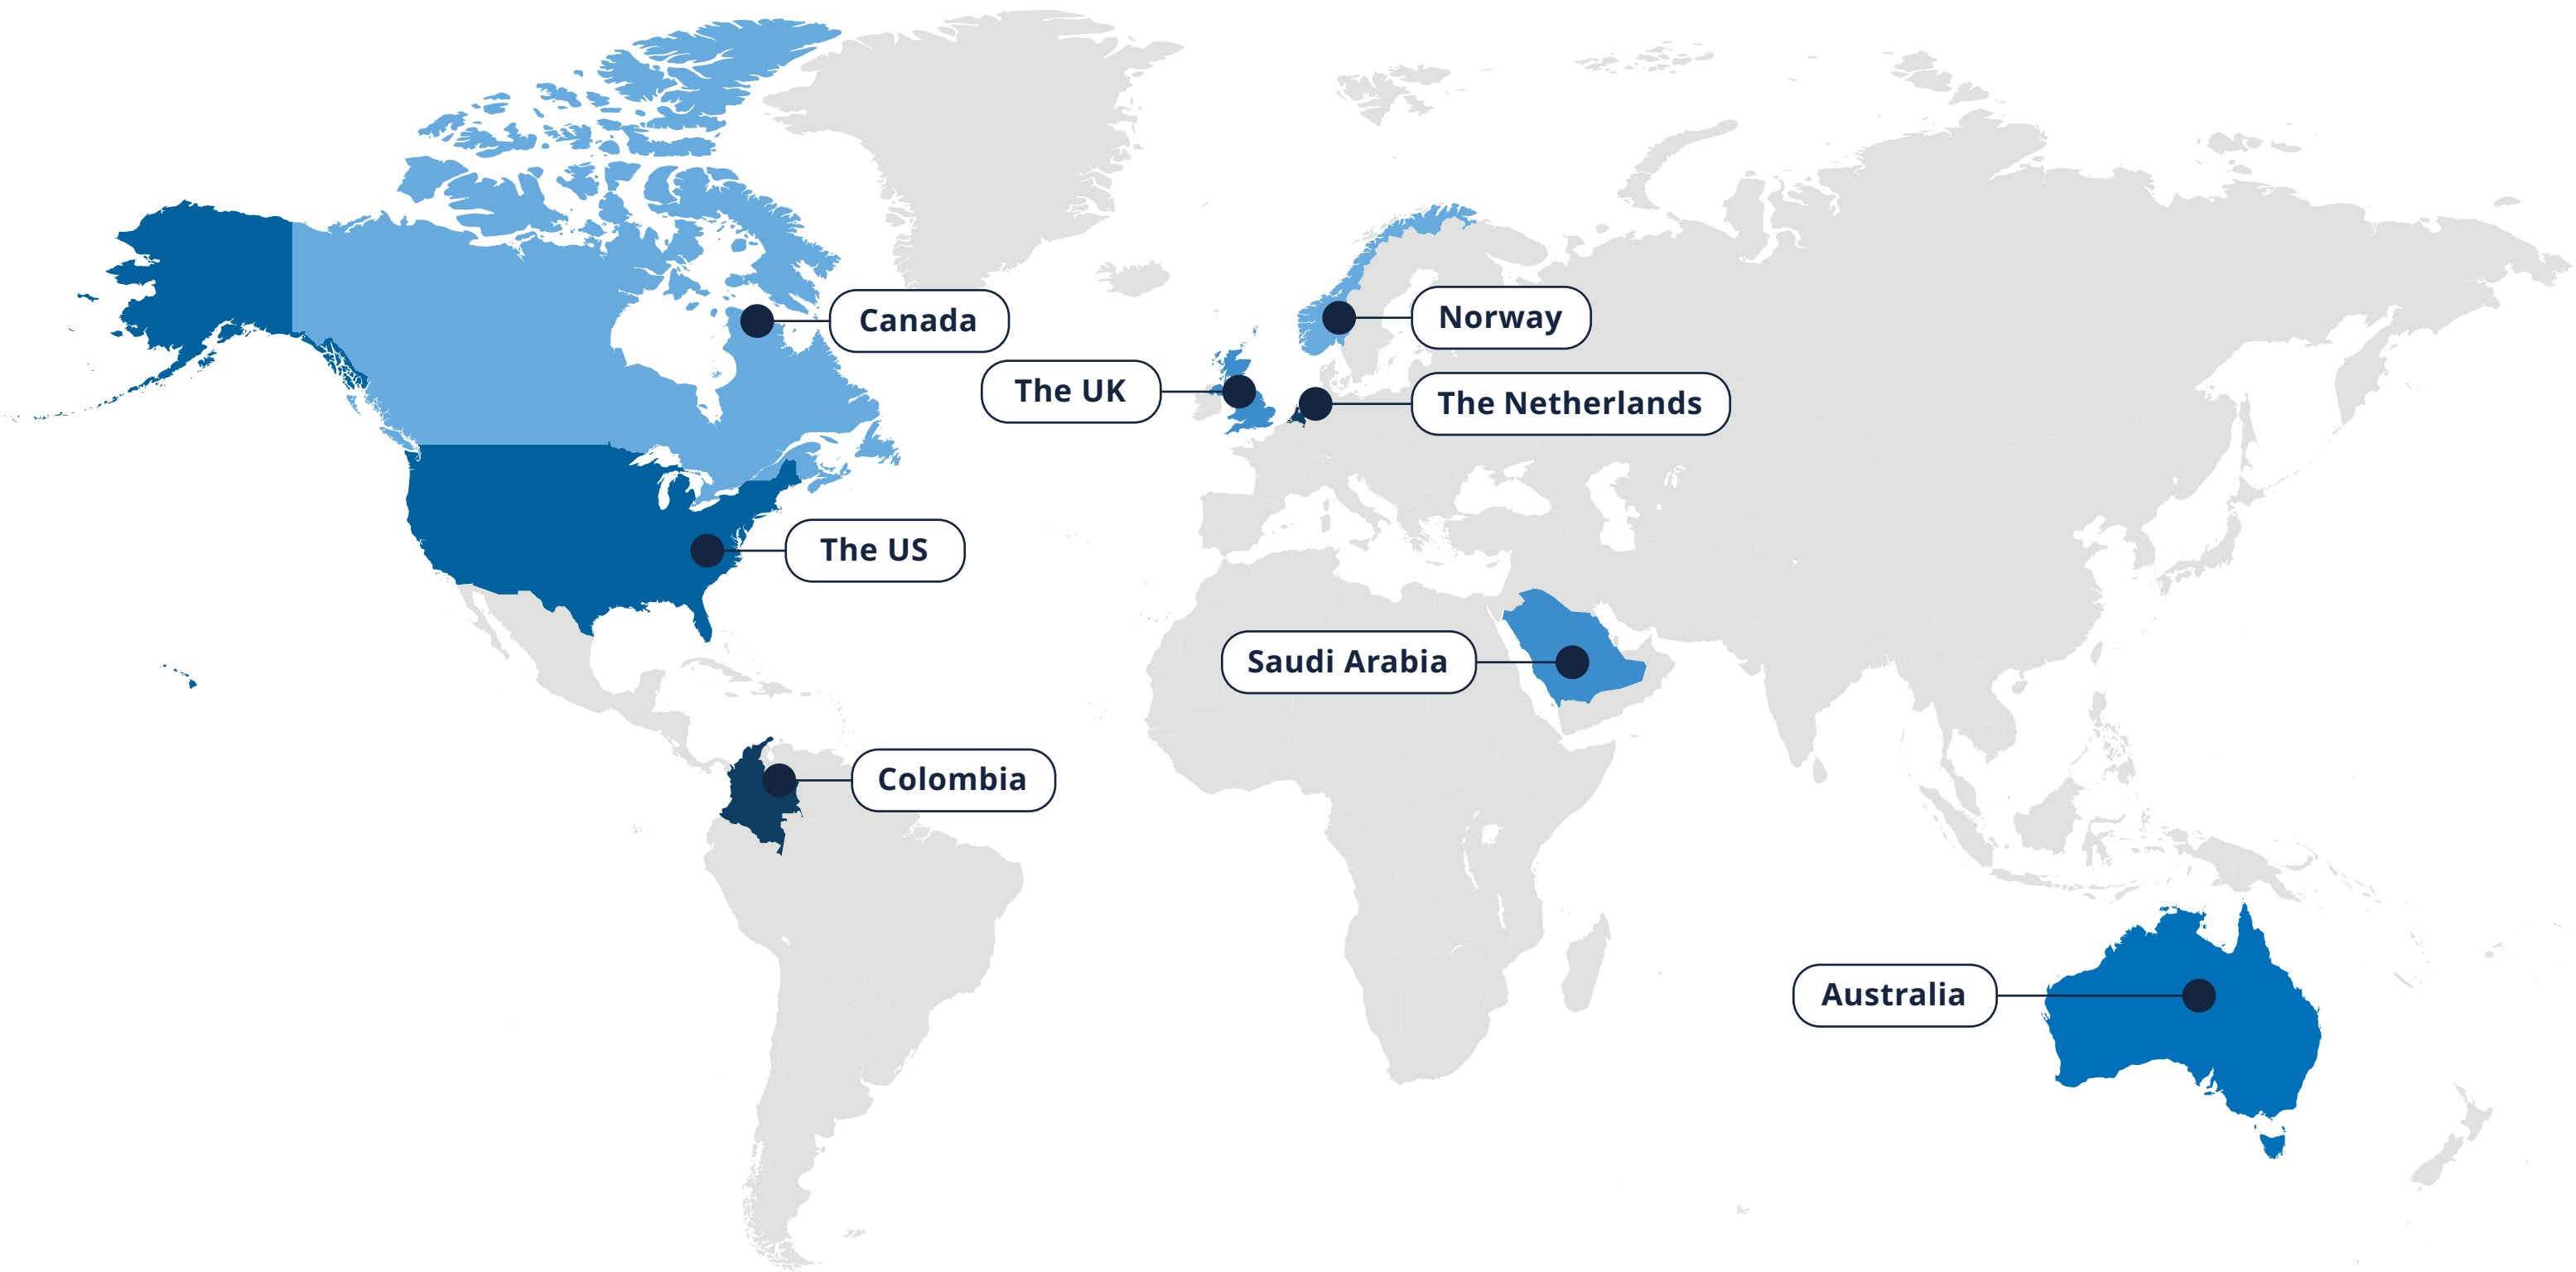 Canada
Norway
The UK
The Netherlands
The US
Saudi Arabia
Colombia
Australia